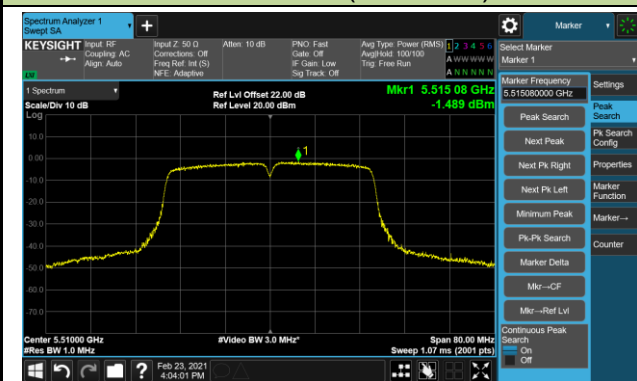 Spectrum Analyzer 1
Swept SA
+
Marker
KEYSIGHT
Input: RF
Coupling: AC
Align: Auto
Input Z: 50 Ω
Corrections: Off
Freq Ref: Int (S)
NFE: Adaptive
Atten: 10 dB
PNO: Fast
Gate: Off
IF Gain: Low
Sig Track: Off
Avg Type: Power (RMS)
Avg|Hold: 100/100
Trig: Free Run
1 2 3 4 5 6
A W W W W W
A N N N N N
Select Marker
Marker 1
LXI
1 Spectrum
Scale/Div 10 dB
Log
Ref Lvl Offset 22.00 dB
Ref Level 20.00 dBm
Mkr1 5.515 08 GHz
-1.489 dBm
10.0
0.00
-10.0
-20.0
-30.0
-40.0
-50.0
-60.0
-70.0
1
Center 5.51000 GHz
#Res BW 1.0 MHz
#Video BW 3.0 MHz*
Span 80.00 MHz
Sweep 1.07 ms (2001 pts)
Marker Frequency
5.515080000 GHz
Peak Search
Next Peak
Next Pk Right
Next Pk Left
Minimum Peak
Pk-Pk Search
Marker Delta
Mkr→CF
Mkr→Ref Lvl
Continuous Peak
Search
On
Off
Settings
Peak
Search
Pk Search
Config
Properties
Marker
Function
Marker→
Counter
?
Feb 23, 2021
4:04:01 PM